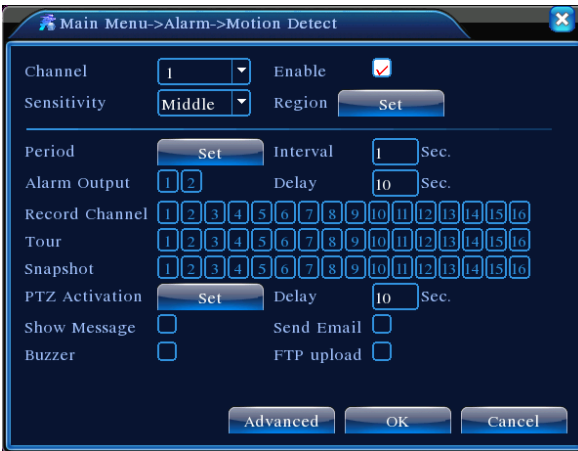 Main Menu->Alarm->Motion Detect
Channel 1 Enable
Sensitivity Middle Region Set
Period Set Interval 1 Sec.
Alarm Output 1 2 Delay 10 Sec.
Record Channel 1 2 3 4 5 6 7 8 9 10 11 12 13 14 15 16
Tour 1 2 3 4 5 6 7 8 9 10 11 12 13 14 15 16
Snapshot 1 2 3 4 5 6 7 8 9 10 11 12 13 14 15 16
PTZ Activation Set Delay 10 Sec.
Show Message Send Email
Buzzer FTP upload
Advanced OK Cancel